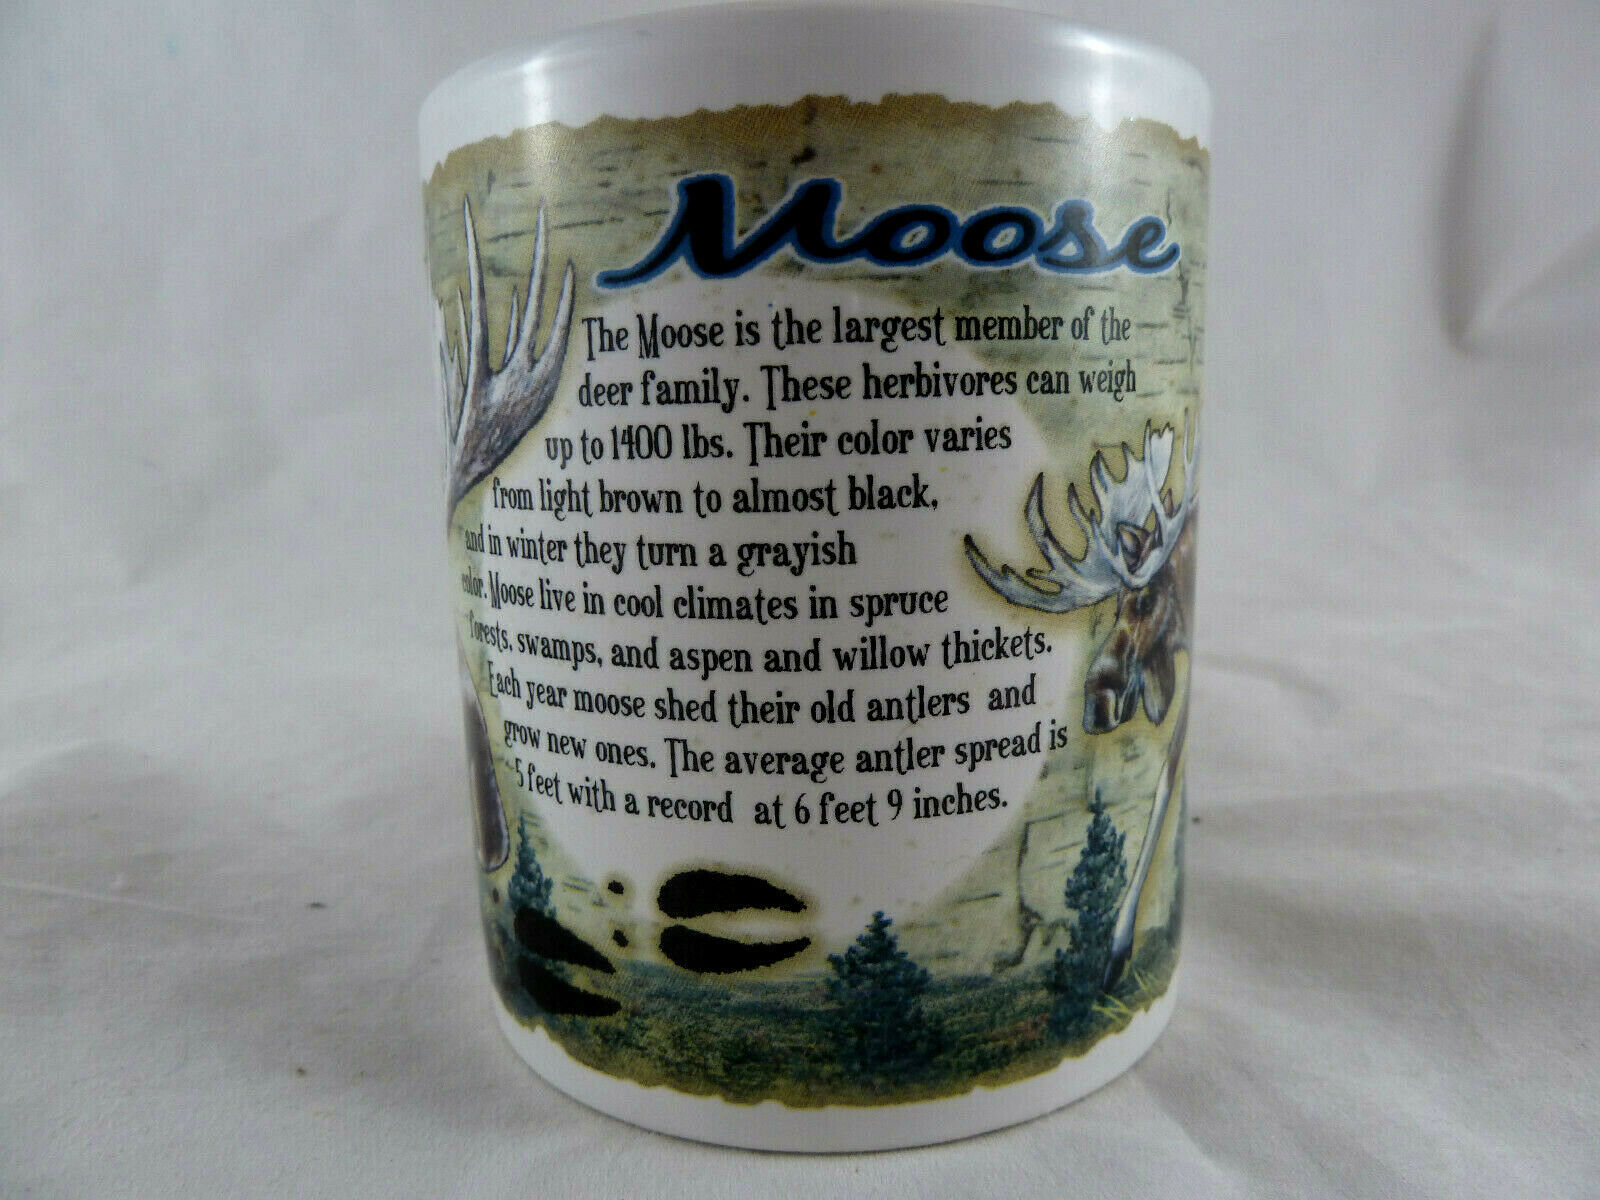 Moose
The Moose is the largest member of the
deer family. These herbivores can weigh
up to 1400 lbs. Their color varies
from light brown to almost black,
and in winter they turn a grayish
color. Moose live in cool climates in spruce
forests, swamps, and aspen and willow thickets.
Each year moose shed their old antlers and
grow new ones. The average antler spread is
5 feet with a record at 6 feet 9 inches.